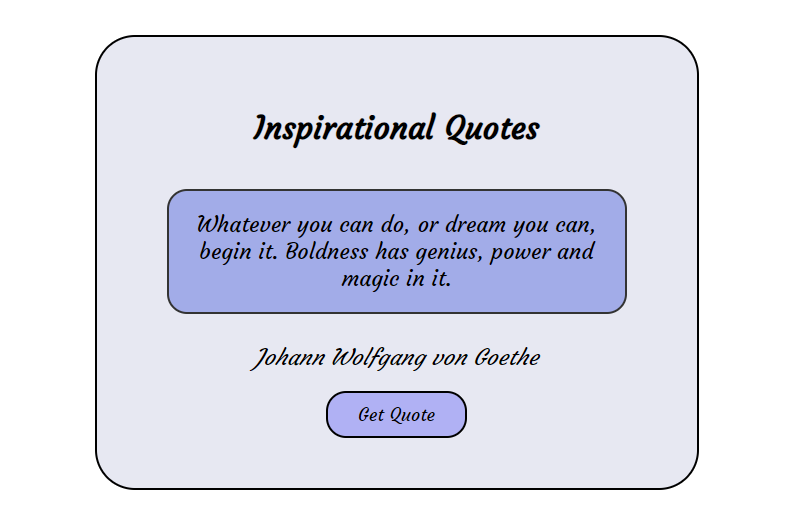 Inspirational Quotes
Whatever you can do, or dream you can,
begin it. Boldness has genius, power and
magic in it.
Johann Wolfgang von Goethe
Get Quote